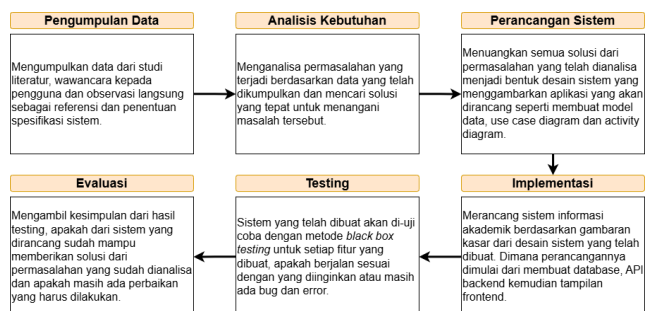 Pengumpulan Data
Mengumpulkan data dari studi
literatur, wawancara kepada
pengguna dan observasi langsung
sebagai referensi dan penentuan
spesifikasi sistem.
Analisis Kebutuhan
Menganalisa permasalahan yang
terjadi berdasarkan data yang telah
dikumpulkan dan mencari solusi
yang tepat untuk menangani
masalah tersebut.
Perancangan Sistem
Menuangkan semua solusi dari
permasalahan yang telah dianalisa
menjadi bentuk desain sistem yang
menggambarkan aplikasi yang akan
dirancang seperti membuat model
data, use case diagram dan activity
diagram.
Implementasi
Merancang sistem informasi
akademik berdasarkan gambaran
kasar dari desain sistem yang telah
dibuat. Dimana perancangannya
dimulai dari membuat database, API
backend kemudian tampilan
frontend.
Testing
Sistem yang telah dibuat akan di-uji
coba dengan metode black box
testing untuk setiap fitur yang
dibuat, apakah berjalan sesuai
dengan yang diinginkan atau masih
ada bug dan error.
Evaluasi
Mengambil kesimpulan dari hasil
testing, apakah dari sistem yang
dirancang sudah mampu
memberikan solusi dari
permasalahan yang sudah dianalisa
dan apakah masih ada perbaikan
yang harus dilakukan.